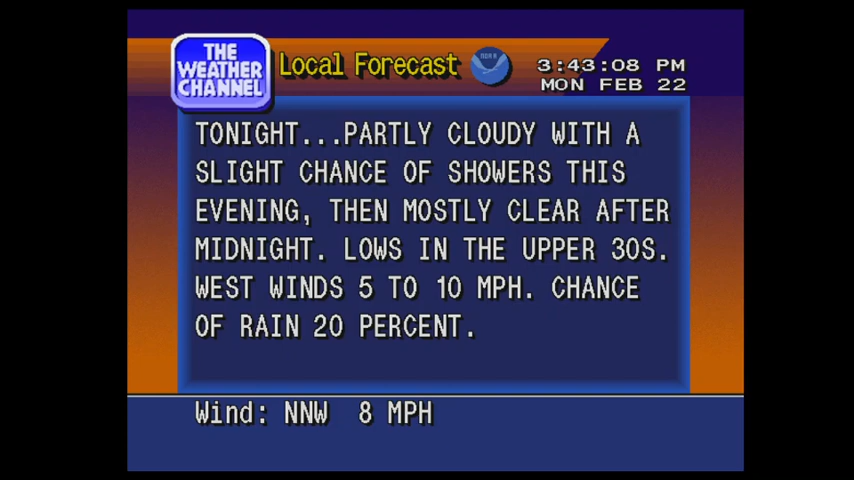 THE
WEATHER
CHANNEL
Local Forecast
NOAA
3:43:08 PM
MON FEB 22
TONIGHT...PARTLY CLOUDY WITH A
SLIGHT CHANCE OF SHOWERS THIS
EVENING, THEN MOSTLY CLEAR AFTER
MIDNIGHT. LOWS IN THE UPPER 30S.
WEST WINDS 5 TO 10 MPH. CHANCE
OF RAIN 20 PERCENT.
Wind: NNW 8 MPH